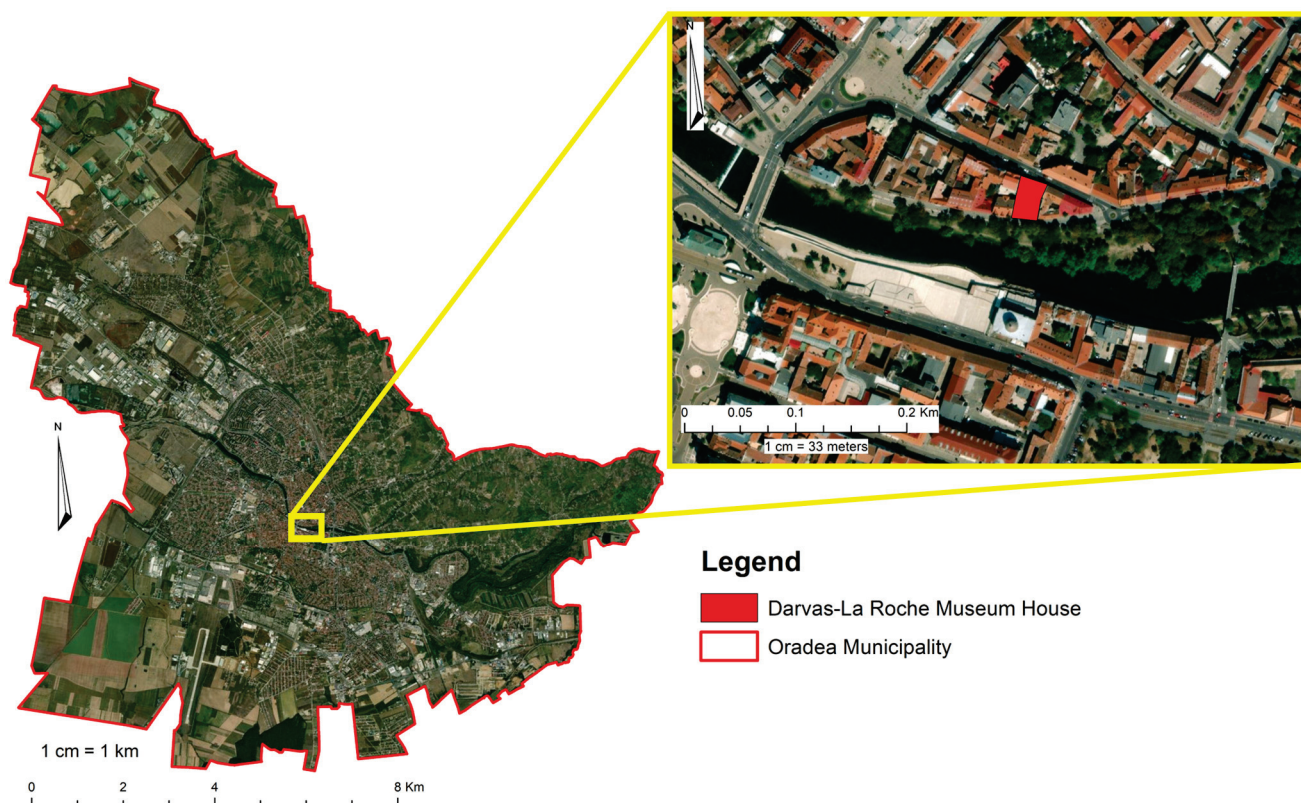 N
0 0.05 0.1 0.2 Km
1 cm = 33 meters
N
Legend
Darvas-La Roche Museum House
Oradea Municipality
1 cm = 1 km
0 2 4 8 Km